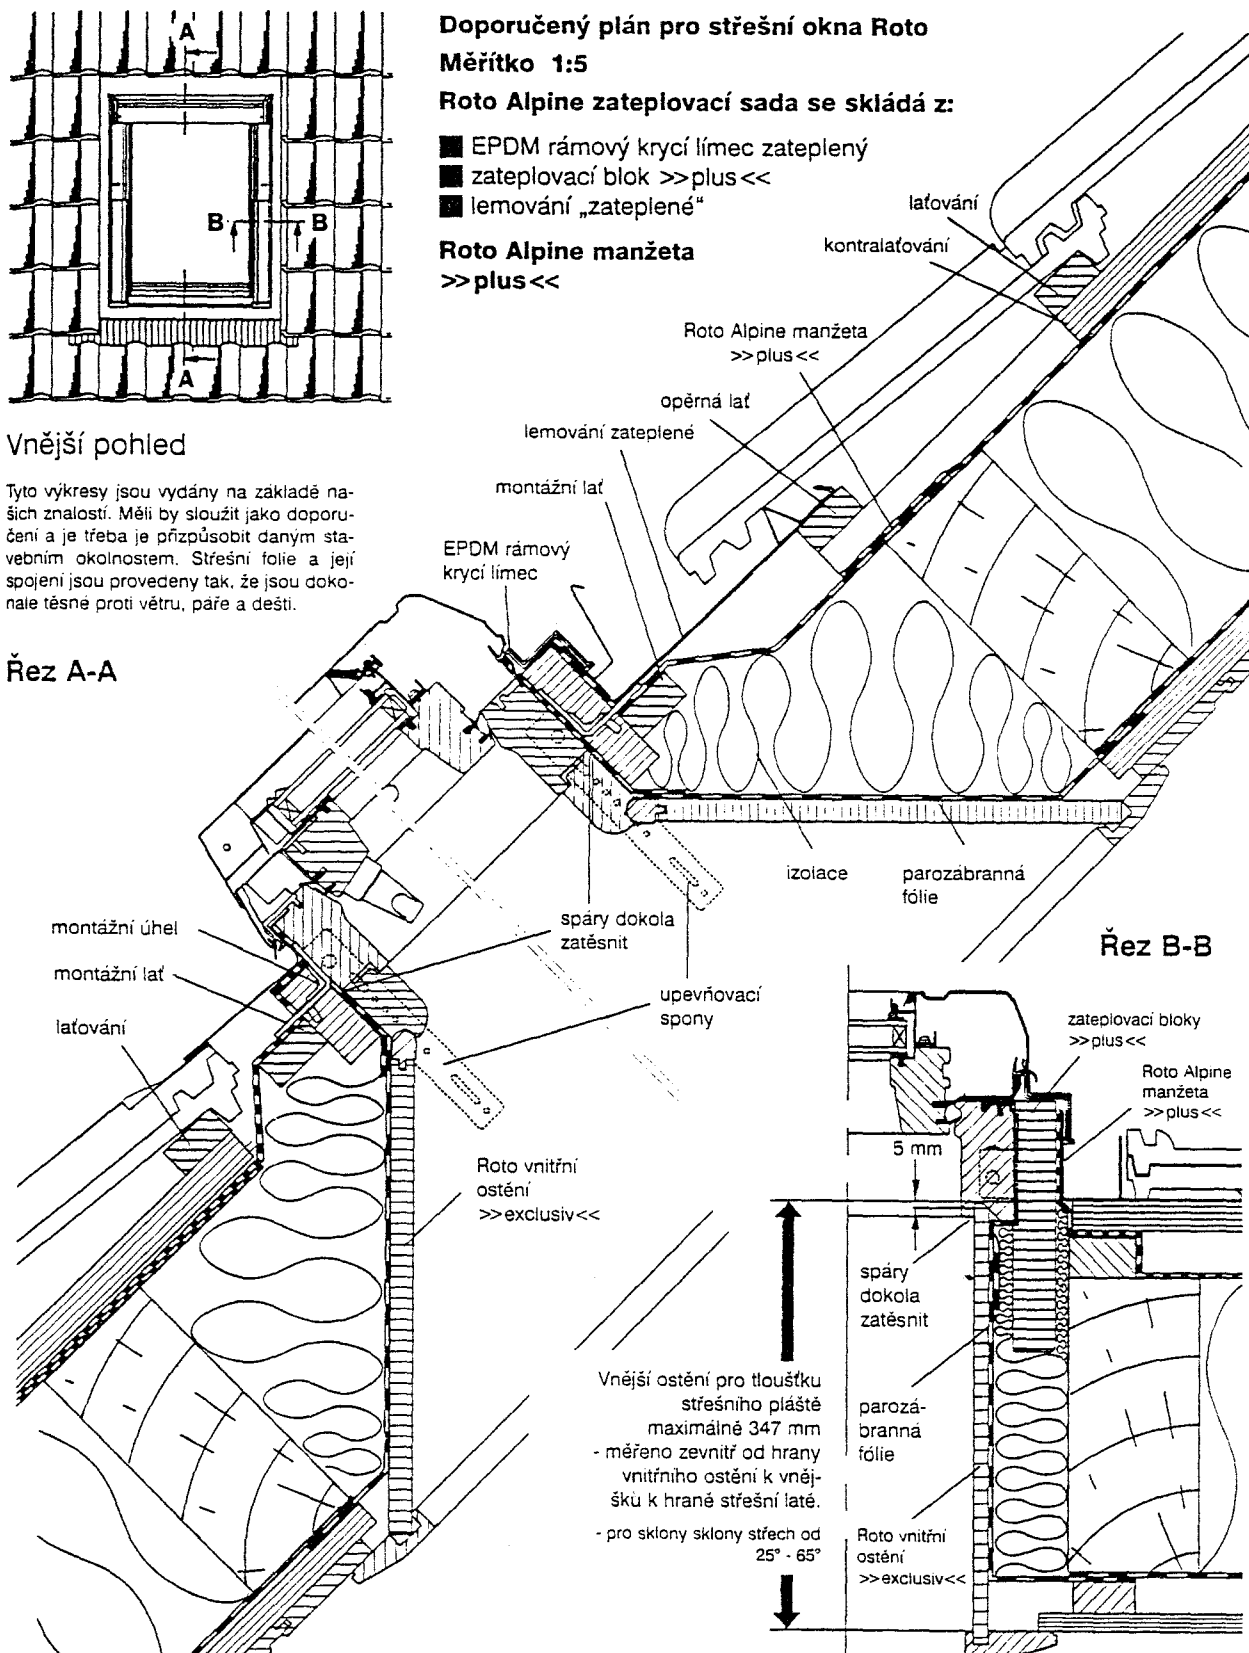 Doporučený plán pro střešní okna Roto
Měřítko 1:5
Roto Alpine zateplovací sada se skládá z:
EPDM rámový krycí límec zateplený
zateplovací blok >>plus<<
lemování „zateplené“
Roto Alpine manžeta
>>plus<<
A
B
B
A
Vnější pohled
Tyto výkresy jsou vydány na základě na-
šich znalostí. Měli by sloužit jako doporu-
čení a je třeba je přizpůsobit daným sta-
vebním okolnostem. Střešní folie a její
spojení jsou provedeny tak, že jsou doko-
nale těsné proti větru, páře a dešti.
Řez A-A
laťování
kontralaťování
Roto Alpine manžeta
>>plus<<
opěrná lať
lemování zateplené
montážní lať
EPDM rámový
krycí límec
izolace
parozábranná
fólie
spáry dokola
zatěsnit
upevňovací
spony
montážní úhel
montážní lať
laťování
Roto vnitřní
ostění
>>exclusiv<<
Řez B-B
zateplovací bloky
>>plus<<
Roto Alpine
manžeta
>>plus<<
5 mm
spáry
dokola
zatěsnit
Vnější ostění pro tloušťku
střešního pláště
maximálně 347 mm
- měřeno zevnitř od hrany
vnitřního ostění k vněj-
šku k hraně střešní latě.
- pro sklony sklony střech od
25° - 65°
parozá-
branná
fólie
Roto vnitřní
ostění
>>exclusiv<<